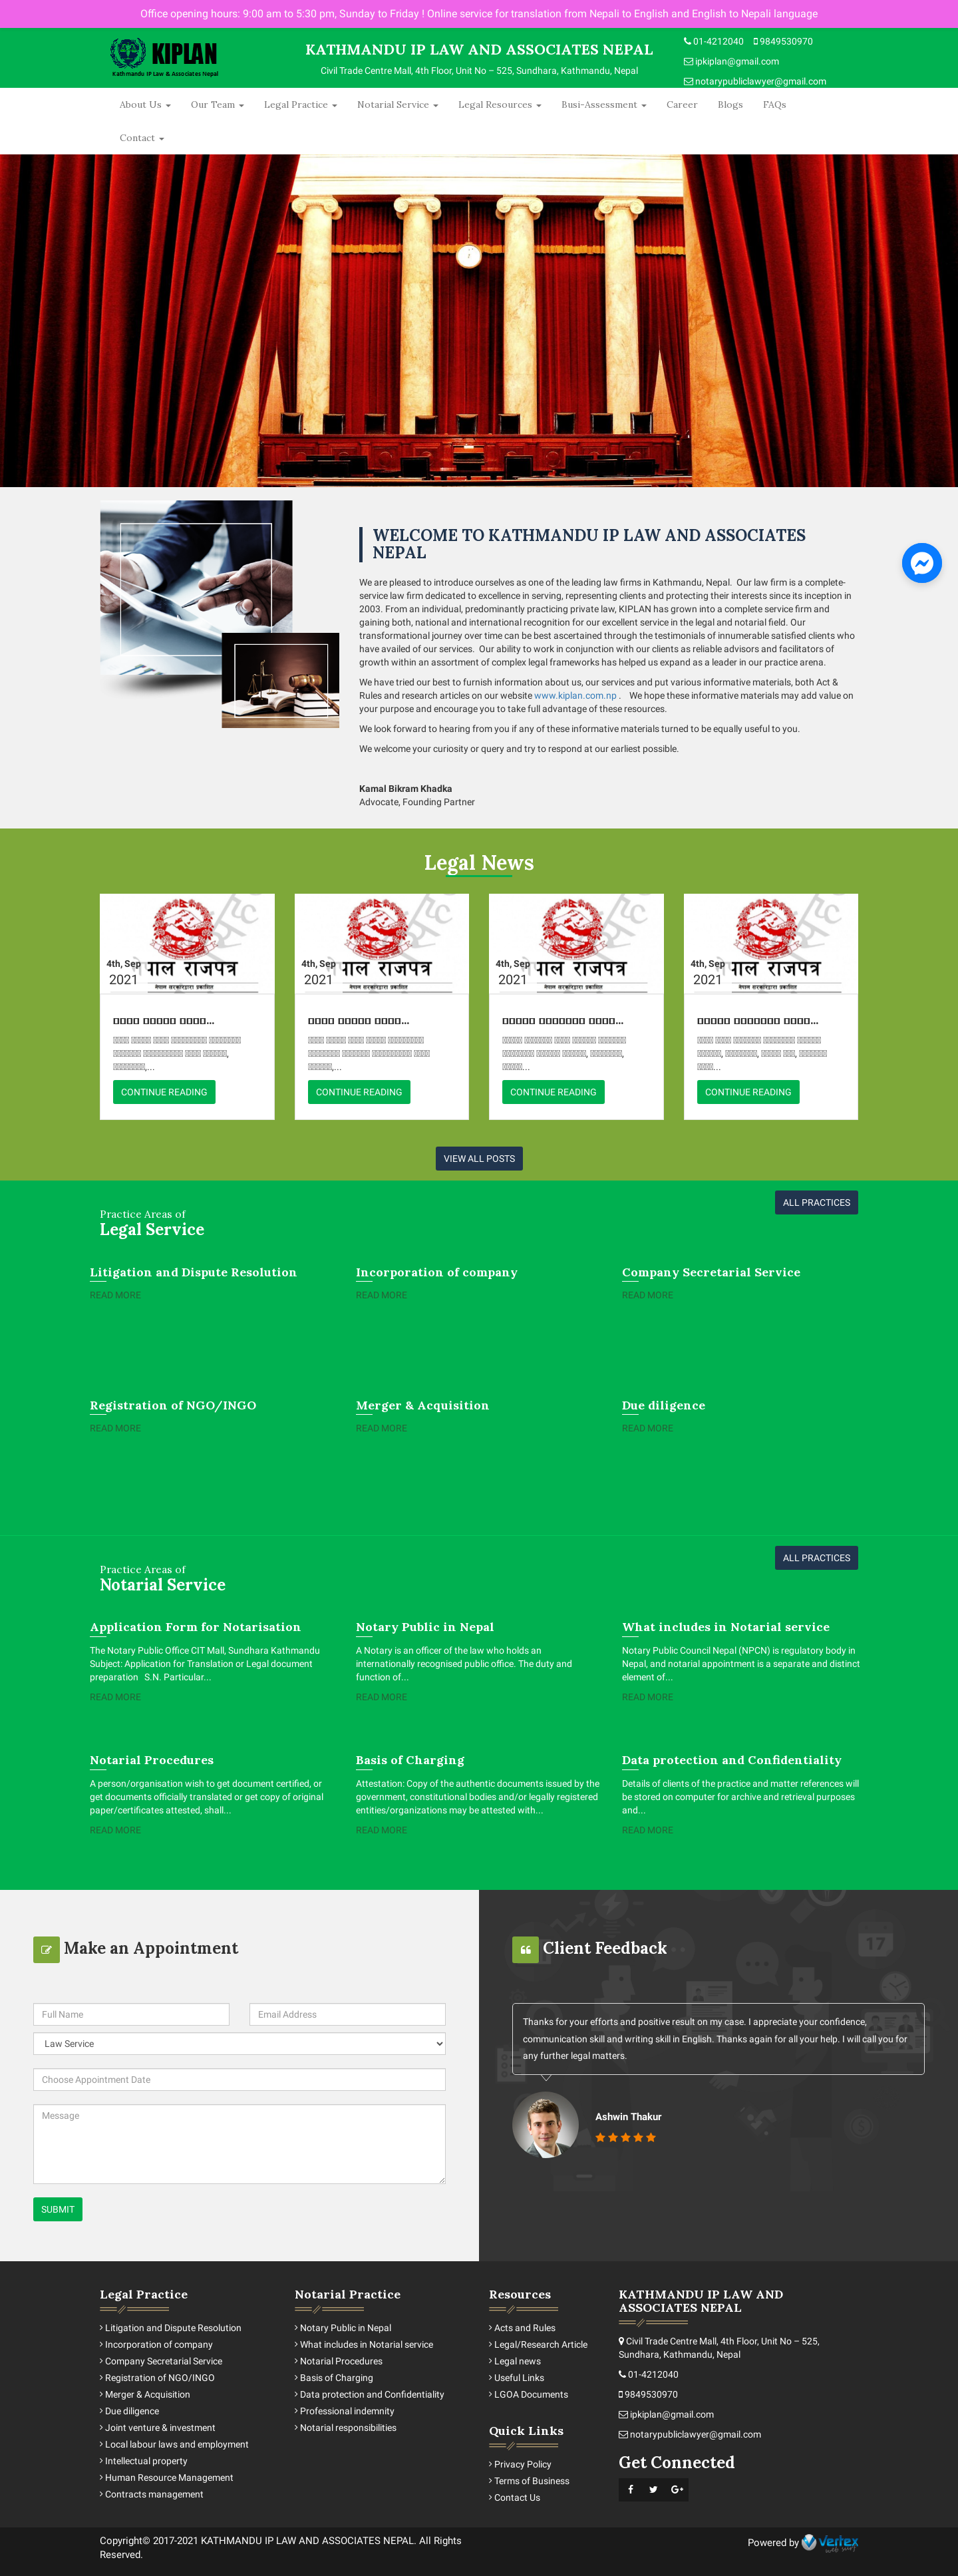 Office opening hours: 9:00 am to 5:30 pm, Sunday to Friday ! Online service for translation from Nepali to English and English to Nepali language
KIPLAN
Kathmandu IP Law & Associates Nepal
KATHMANDU IP LAW AND ASSOCIATES NEPAL
Civil Trade Centre Mall, 4th Floor, Unit No – 525, Sundhara, Kathmandu, Nepal
01-4212040 9849530970
ipkiplan@gmail.com
notarypubliclawyer@gmail.com
About Us Our Team Legal Practice Notarial Service Legal Resources Busi-Assessment Career Blogs FAQs
Contact
WELCOME TO KATHMANDU IP LAW AND ASSOCIATES
NEPAL
We are pleased to introduce ourselves as one of the leading law firms in Kathmandu, Nepal. Our law firm is a complete-
service law firm dedicated to excellence in serving, representing clients and protecting their interests since its inception in
2003. From an individual, predominantly practicing private law, KIPLAN has grown into a complete service firm and
gaining both, national and international recognition for our excellent service in the legal and notarial field. Our
transformational journey over time can be best ascertained through the testimonials of innumerable satisfied clients who
have availed of our services. Our ability to work in conjunction with our clients as reliable advisors and facilitators of
growth within an assortment of complex legal frameworks has helped us expand as a leader in our practice arena.
We have tried our best to furnish information about us, our services and put various informative materials, both Act &
Rules and research articles on our website www.kiplan.com.np . We hope these informative materials may add value on
your purpose and encourage you to take full advantage of these resources.
We look forward to hearing from you if any of these informative materials turned to be equally useful to you.
We welcome your curiosity or query and try to respond at our earliest possible.
Kamal Bikram Khadka
Advocate, Founding Partner
Legal News
4th, Sep 4th, Sep 4th, Sep 4th, Sep
2021 2021 2021 2021
CONTINUE READING CONTINUE READING CONTINUE READING CONTINUE READING
VIEW ALL POSTS
ALL PRACTICES
Practice Areas of
Legal Service
Litigation and Dispute Resolution Incorporation of company Company Secretarial Service
READ MORE READ MORE READ MORE
Registration of NGO/INGO Merger & Acquisition Due diligence
READ MORE READ MORE READ MORE
ALL PRACTICES
Practice Areas of
Notarial Service
Application Form for Notarisation
The Notary Public Office CIT Mall, Sundhara Kathmandu
Subject: Application for Translation or Legal document
preparation S.N. Particular...
READ MORE
Notary Public in Nepal
A Notary is an officer of the law who holds an
internationally recognised public office. The duty and
function of...
READ MORE
What includes in Notarial service
Notary Public Council Nepal (NPCN) is regulatory body in
Nepal, and notarial appointment is a separate and distinct
element of...
READ MORE
Notarial Procedures
A person/organisation wish to get document certified, or
get documents officially translated or get copy of original
paper/certificates attested, shall...
READ MORE
Basis of Charging
Attestation: Copy of the authentic documents issued by the
government, constitutional bodies and/or legally registered
entities/organizations may be attested with...
READ MORE
Data protection and Confidentiality
Details of clients of the practice and matter references will
be stored on computer for archive and retrieval purposes
and...
READ MORE
Make an Appointment
Full Name Email Address
Law Service
Choose Appointment Date
Message
SUBMIT
Client Feedback
Thanks for your efforts and positive result on my case. I appreciate your confidence,
communication skill and writing skill in English. Thanks again for all your help. I will call you for
any further legal matters.
Ashwin Thakur
Legal Practice
Litigation and Dispute Resolution
Incorporation of company
Company Secretarial Service
Registration of NGO/INGO
Merger & Acquisition
Due diligence
Joint venture & investment
Local labour laws and employment
Intellectual property
Human Resource Management
Contracts management
Notarial Practice
Notary Public in Nepal
What includes in Notarial service
Notarial Procedures
Basis of Charging
Data protection and Confidentiality
Professional indemnity
Notarial responsibilities
Resources
Acts and Rules
Legal/Research Article
Legal news
Useful Links
LGOA Documents
Quick Links
Privacy Policy
Terms of Business
Contact Us
KATHMANDU IP LAW AND
ASSOCIATES NEPAL
Civil Trade Centre Mall, 4th Floor, Unit No – 525,
Sundhara, Kathmandu, Nepal
01-4212040
9849530970
ipkiplan@gmail.com
notarypubliclawyer@gmail.com
Get Connected
Copyright© 2017-2021 KATHMANDU IP LAW AND ASSOCIATES NEPAL. All Rights
Reserved.
Powered by Vertex